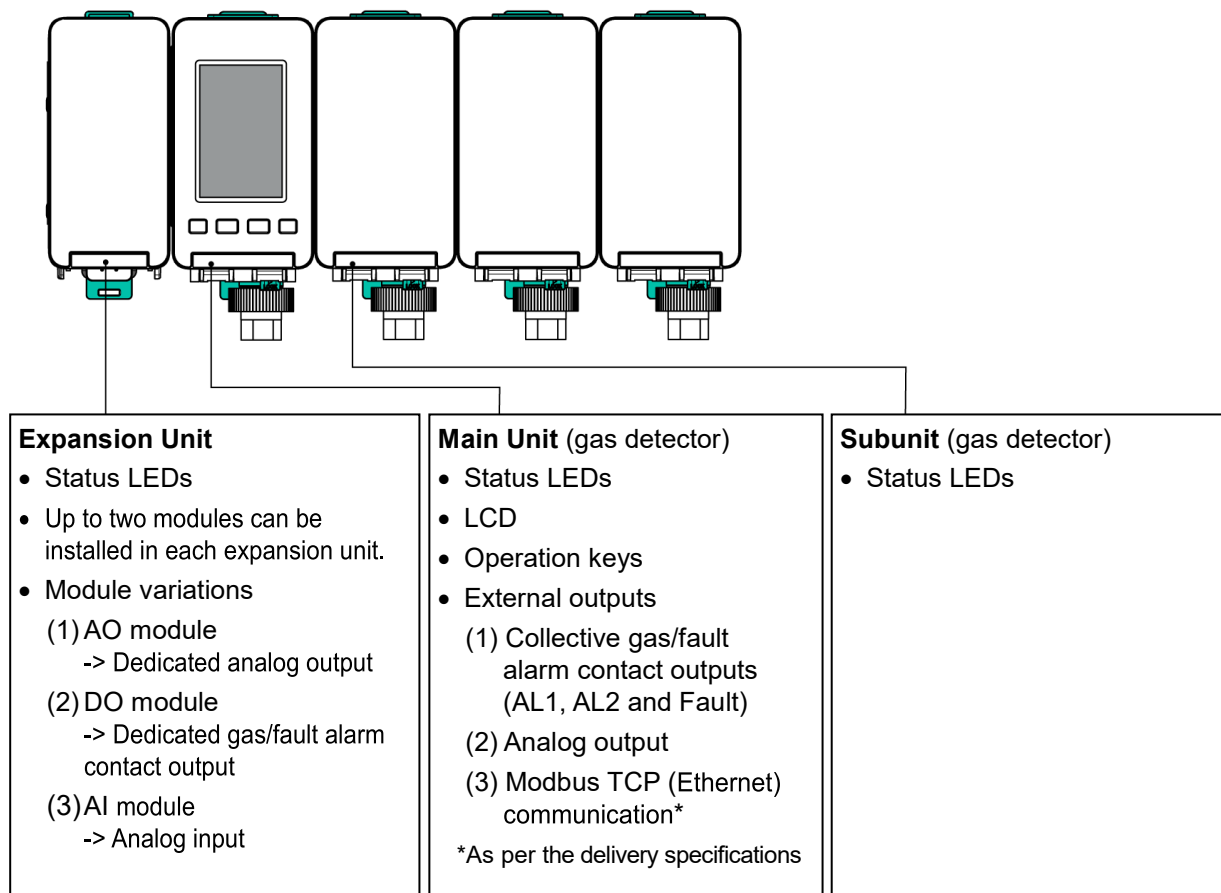 Expansion Unit
• Status LEDs
• Up to two modules can be
installed in each expansion unit.
• Module variations
(1) AO module
-> Dedicated analog output
(2) DO module
-> Dedicated gas/fault alarm
contact output
(3) AI module
-> Analog input
Main Unit (gas detector)
• Status LEDs
• LCD
• Operation keys
• External outputs
(1) Collective gas/fault
alarm contact outputs
(AL1, AL2 and Fault)
(2) Analog output
(3) Modbus TCP (Ethernet)
communication*
*As per the delivery specifications
Subunit (gas detector)
• Status LEDs